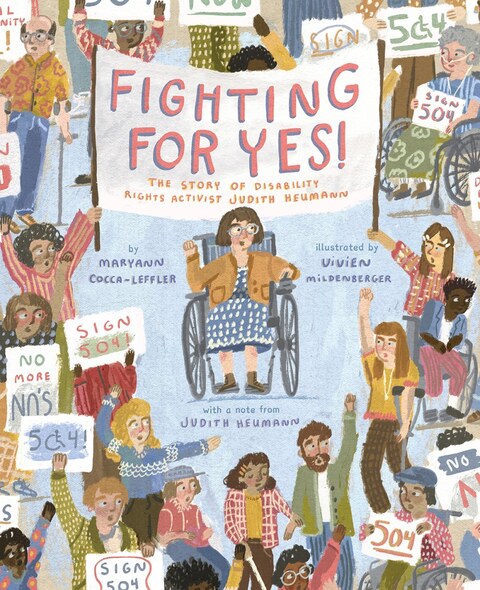 NOW
SIGN
504
SIGN
504
FIGHTING
FOR YES!
THE STORY OF DISABILITY
RIGHTS ACTIVIST JUDITH HEUMANN
by
MARYANN
COCCA-LEFFLER
illustrated by
VIVIEN
MILDENBERGER
SIGN
504!
NO
MORE
NO'S
504!
with a note from
JUDITH HEUMANN
NO
504
SIGN
504